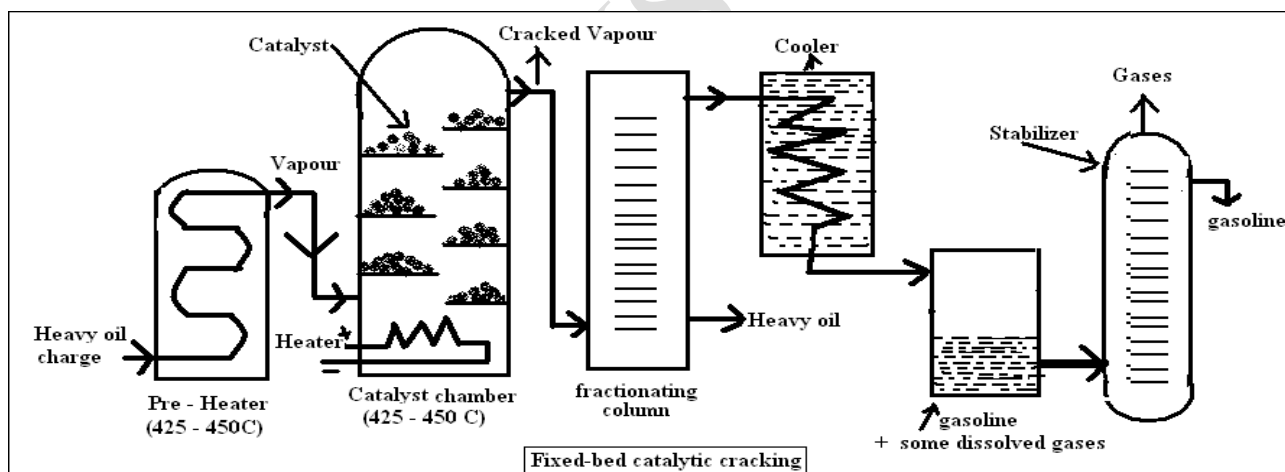 Catalyst
Cracked Vapour
Cooler
Gases
Stabilizer
Vapour
gasoline
Heavy oil
charge
Heater
+
Heavy oil
Pre - Heater
(425 - 450C)
Catalyst chamber
(425 - 450 C)
fractionating
column
gasoline
+ some dissolved gases
Fixed-bed catalytic cracking